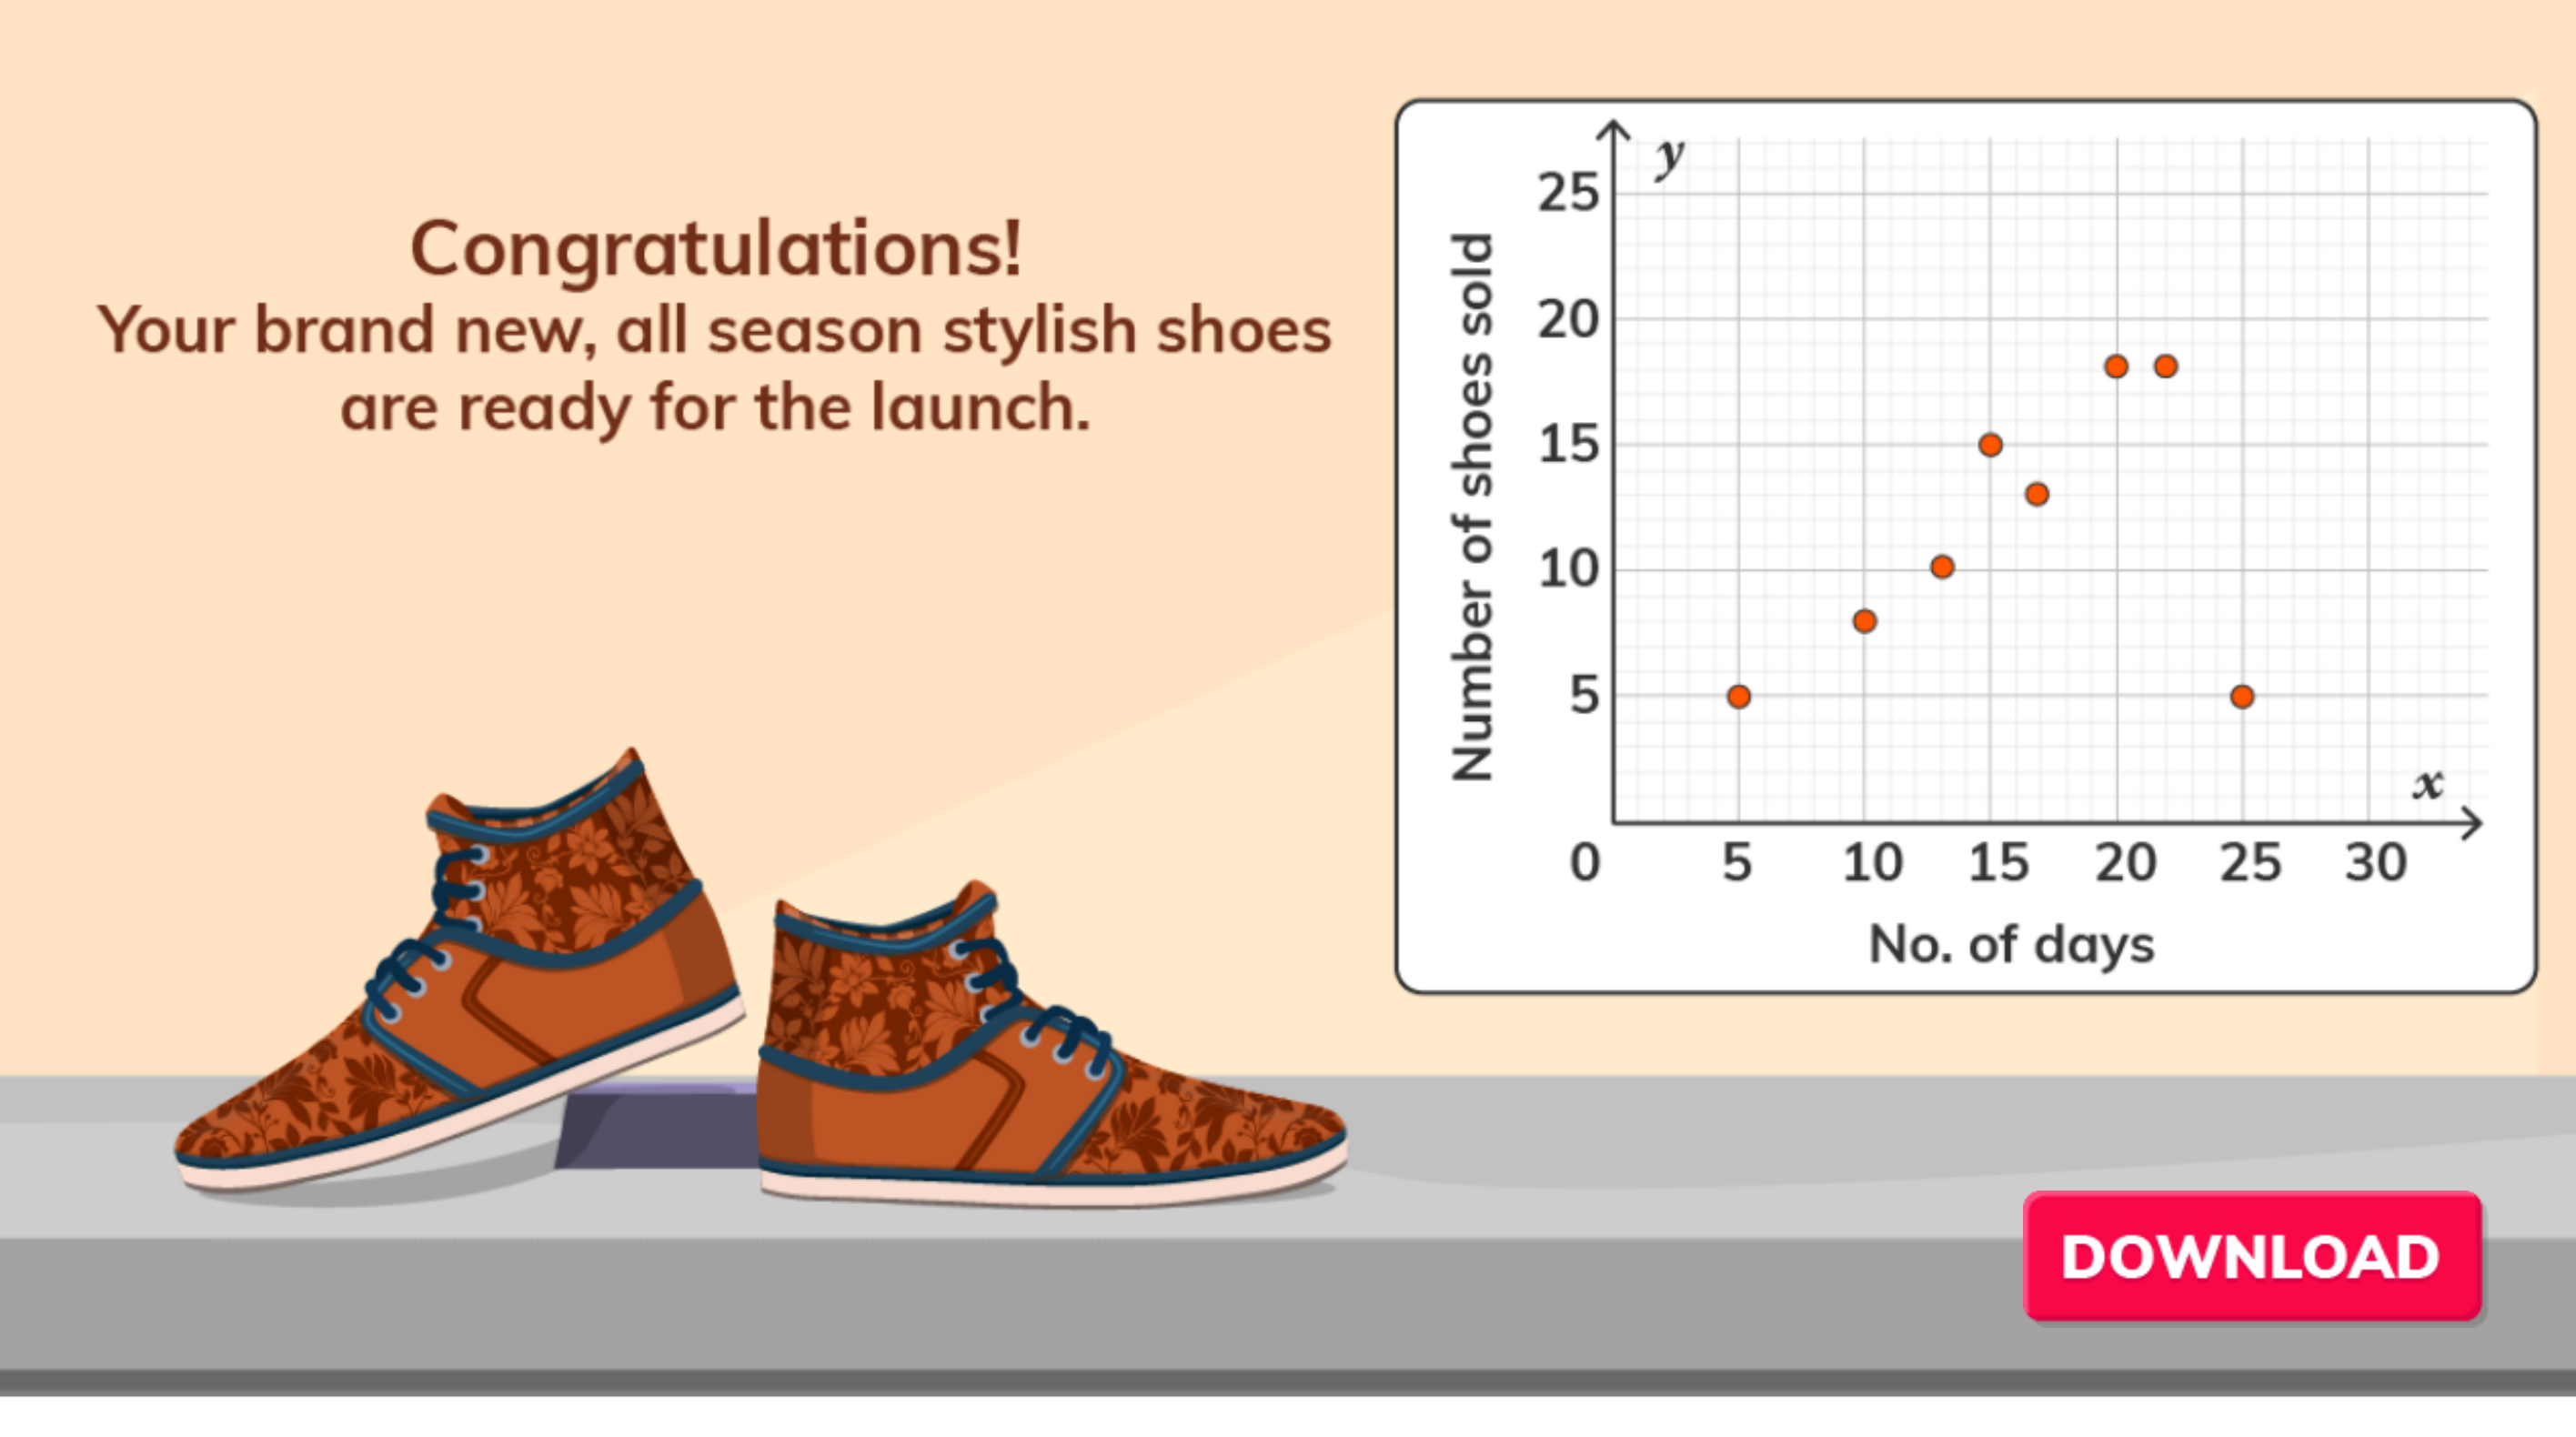 Congratulations!
Your brand new, all season stylish shoes
are ready for the launch.
y
25
20
15
10
5
Number of shoes sold
x
0 5 10 15 20 25 30
No. of days
DOWNLOAD